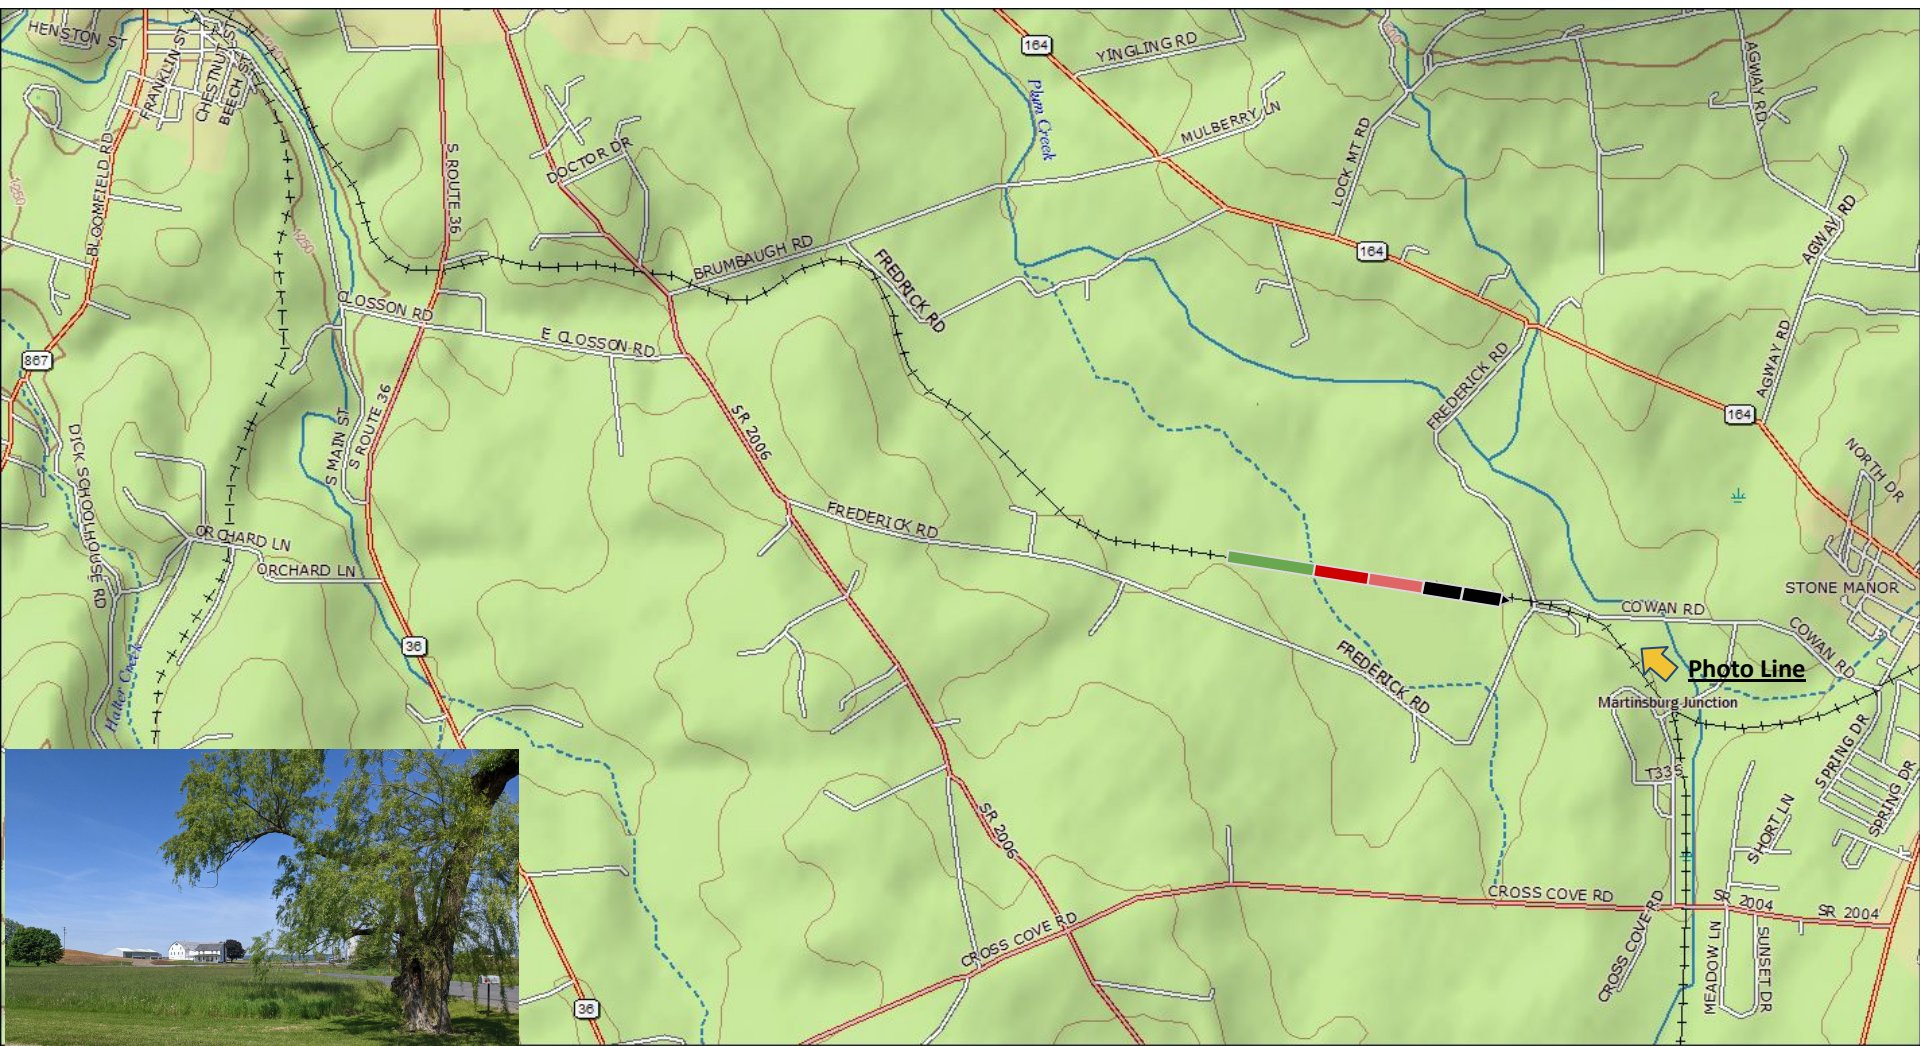 HENSTON ST
FRANKLIN ST
CHESTNUT ST
BEECH ST
1250
1250
1250
BLOOMFIELD RD
S ROUTE 36
DOCTOR DR
164
YINGLING RD
Plum Creek
MULBERRY LN
LOCK MT RD
AGWAY RD
AGWAY RD
AGWAY RD
BRUMBAUGH RD
FREDRICK RD
164
CLOSSON RD
E CLOSSON RD
867
FREDERICK RD
164
NORTH DR
DICK SCHOOLHOUSE RD
S MAIN ST
S ROUTE 36
SR 2006
ORCHARD LN
ORCHARD LN
FREDERICK RD
STONE MANOR
COWAN RD
COWAN RD
36
Halter Creek
FREDERICK RD
Photo Line
Martinsburg Junction
T335
SPRING DR
SPRING DR
SHORT LN
SR 2006
CROSS COVE RD
CROSS COVE RD
CROSS COVE RD
SR 2004
SR 2004
MEADOW LN
SUNSET DR
36